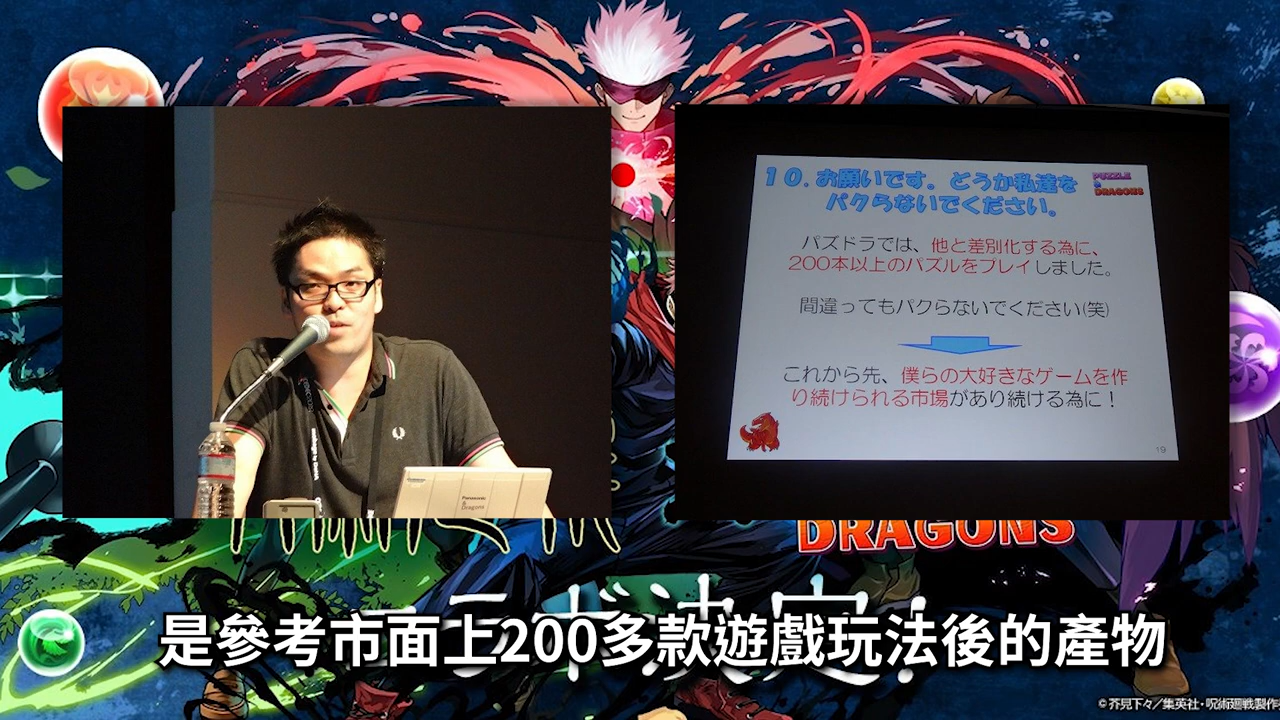 10.お願いです。どうか私達を
パクらないでください。
PUZZLE
&
DRAGONS
パズドラでは、他と差別化する為に、
200本以上のパズルをプレイしました。
間違ってもパクらないでください(笑)
これから先、僕らの大好きなゲームを作
り続けられる市場があり続ける為に！
19
Panasonic
&
Dragons
DRAGONS
コラボ決定！
是參考市面上200多款遊戲玩法後的產物
©芥見下々／集英社・呪術廻戦製作